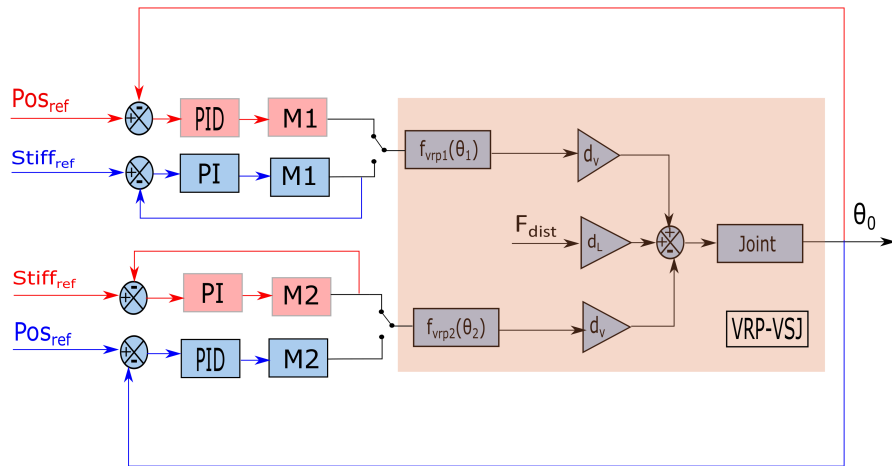 Pos_ref
PID
M1
Stiff_ref
PI
M1
f_vrp1(θ_1)
d_v
F_dist
d_L
Joint
θ_0
Stiff_ref
PI
M2
f_vrp2(θ_2)
d_v
VRP-VSJ
Pos_ref
PID
M2